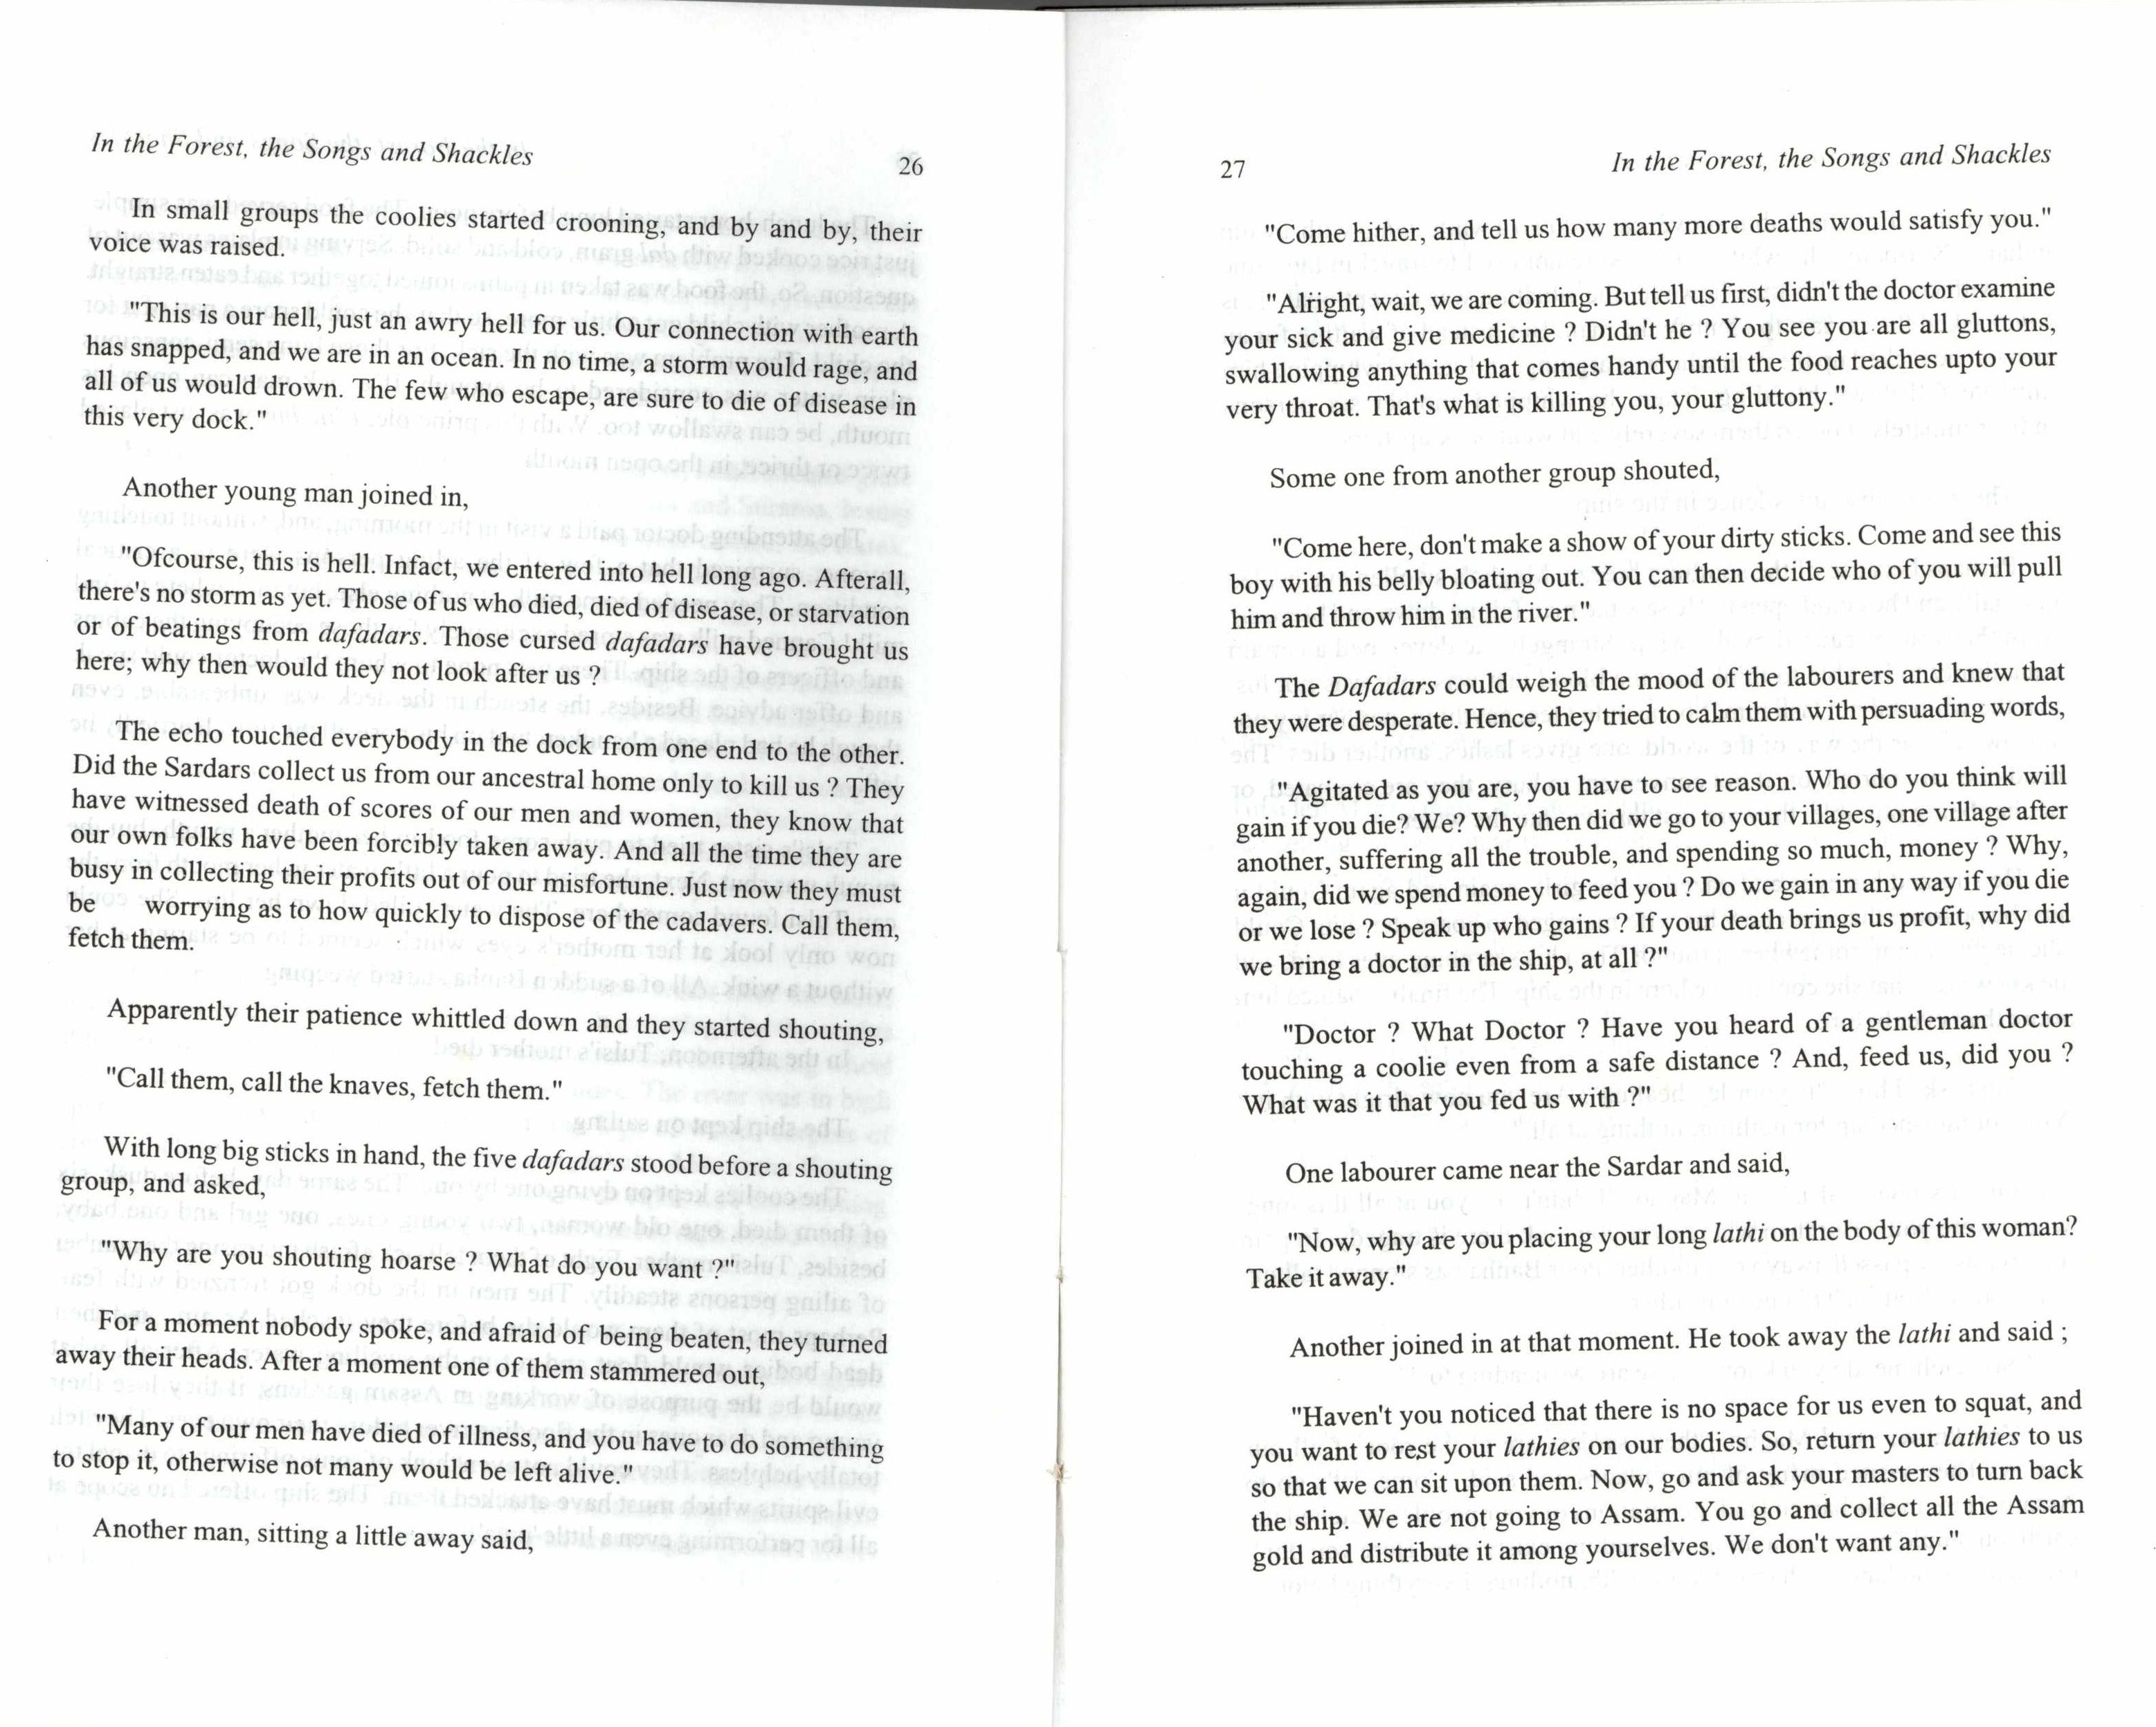 In the Forest, the Songs and Shackles
26
In small groups the coolies started crooning, and by and by, their
voice was raised.
"This is our hell, just an awry hell for us. Our connection with earth
has snapped, and we are in an ocean. In no time, a storm would rage, and
all of us would drown. The few who escape, are sure to die of disease in
this very dock."
Another young man joined in,
"Ofcourse, this is hell. Infact, we entered into hell long ago. Afterall,
there's no storm as yet. Those of us who died, died of disease, or starvation
or of beatings from dafadars. Those cursed dafadars have brought us
here; why then would they not look after us ?
The echo touched everybody in the dock from one end to the other.
Did the Sardars collect us from our ancestral home only to kill us ? They
have witnessed death of scores of our men and women, they know that
our own folks have been forcibly taken away. And all the time they are
busy in collecting their profits out of our misfortune. Just now they must
be worrying as to how quickly to dispose of the cadavers. Call them,
fetch them.
Apparently their patience whittled down and they started shouting,
"Call them, call the knaves, fetch them."
With long big sticks in hand, the five dafadars stood before a shouting
group, and asked,
"Why are you shouting hoarse ? What do you want ?"
For a moment nobody spoke, and afraid of being beaten, they turned
away their heads. After a moment one of them stammered out,
"Many of our men have died of illness, and you have to do something
to stop it, otherwise not many would be left alive."
Another man, sitting a little away said,
27
In the Forest, the Songs and Shackles
"Come hither, and tell us how many more deaths would satisfy you."
"Alright, wait, we are coming. But tell us first, didn't the doctor examine
your sick and give medicine ? Didn't he ? You see you are all gluttons,
swallowing anything that comes handy until the food reaches upto your
very throat. That's what is killing you, your gluttony."
Some one from another group shouted,
"Come here, don't make a show of your dirty sticks. Come and see this
boy with his belly bloating out. You can then decide who of you will pull
him and throw him in the river."
The Dafadars could weigh the mood of the labourers and knew that
they were desperate. Hence, they tried to calm them with persuading words,
"Agitated as you are, you have to see reason. Who do you think will
gain if you die? We? Why then did we go to your villages, one village after
another, suffering all the trouble, and spending so much, money ? Why,
again, did we spend money to feed you ? Do we gain in any way if you die
or we lose ? Speak up who gains ? If your death brings us profit, why did
we bring a doctor in the ship, at all ?"
"Doctor ? What Doctor ? Have you heard of a gentleman doctor
touching a coolie even from a safe distance ? And, feed us, did you ?
What was it that you fed us with ?"
One labourer came near the Sardar and said,
"Now, why are you placing your long lathi on the body of this woman?
Take it away."
Another joined in at that moment. He took away the lathi and said ;
"Haven't you noticed that there is no space for us even to squat, and
you want to rest your lathies on our bodies. So, return your lathies to us
so that we can sit upon them. Now, go and ask your masters to turn back
the ship. We are not going to Assam. You go and collect all the Assam
gold and distribute it among yourselves. We don't want any."